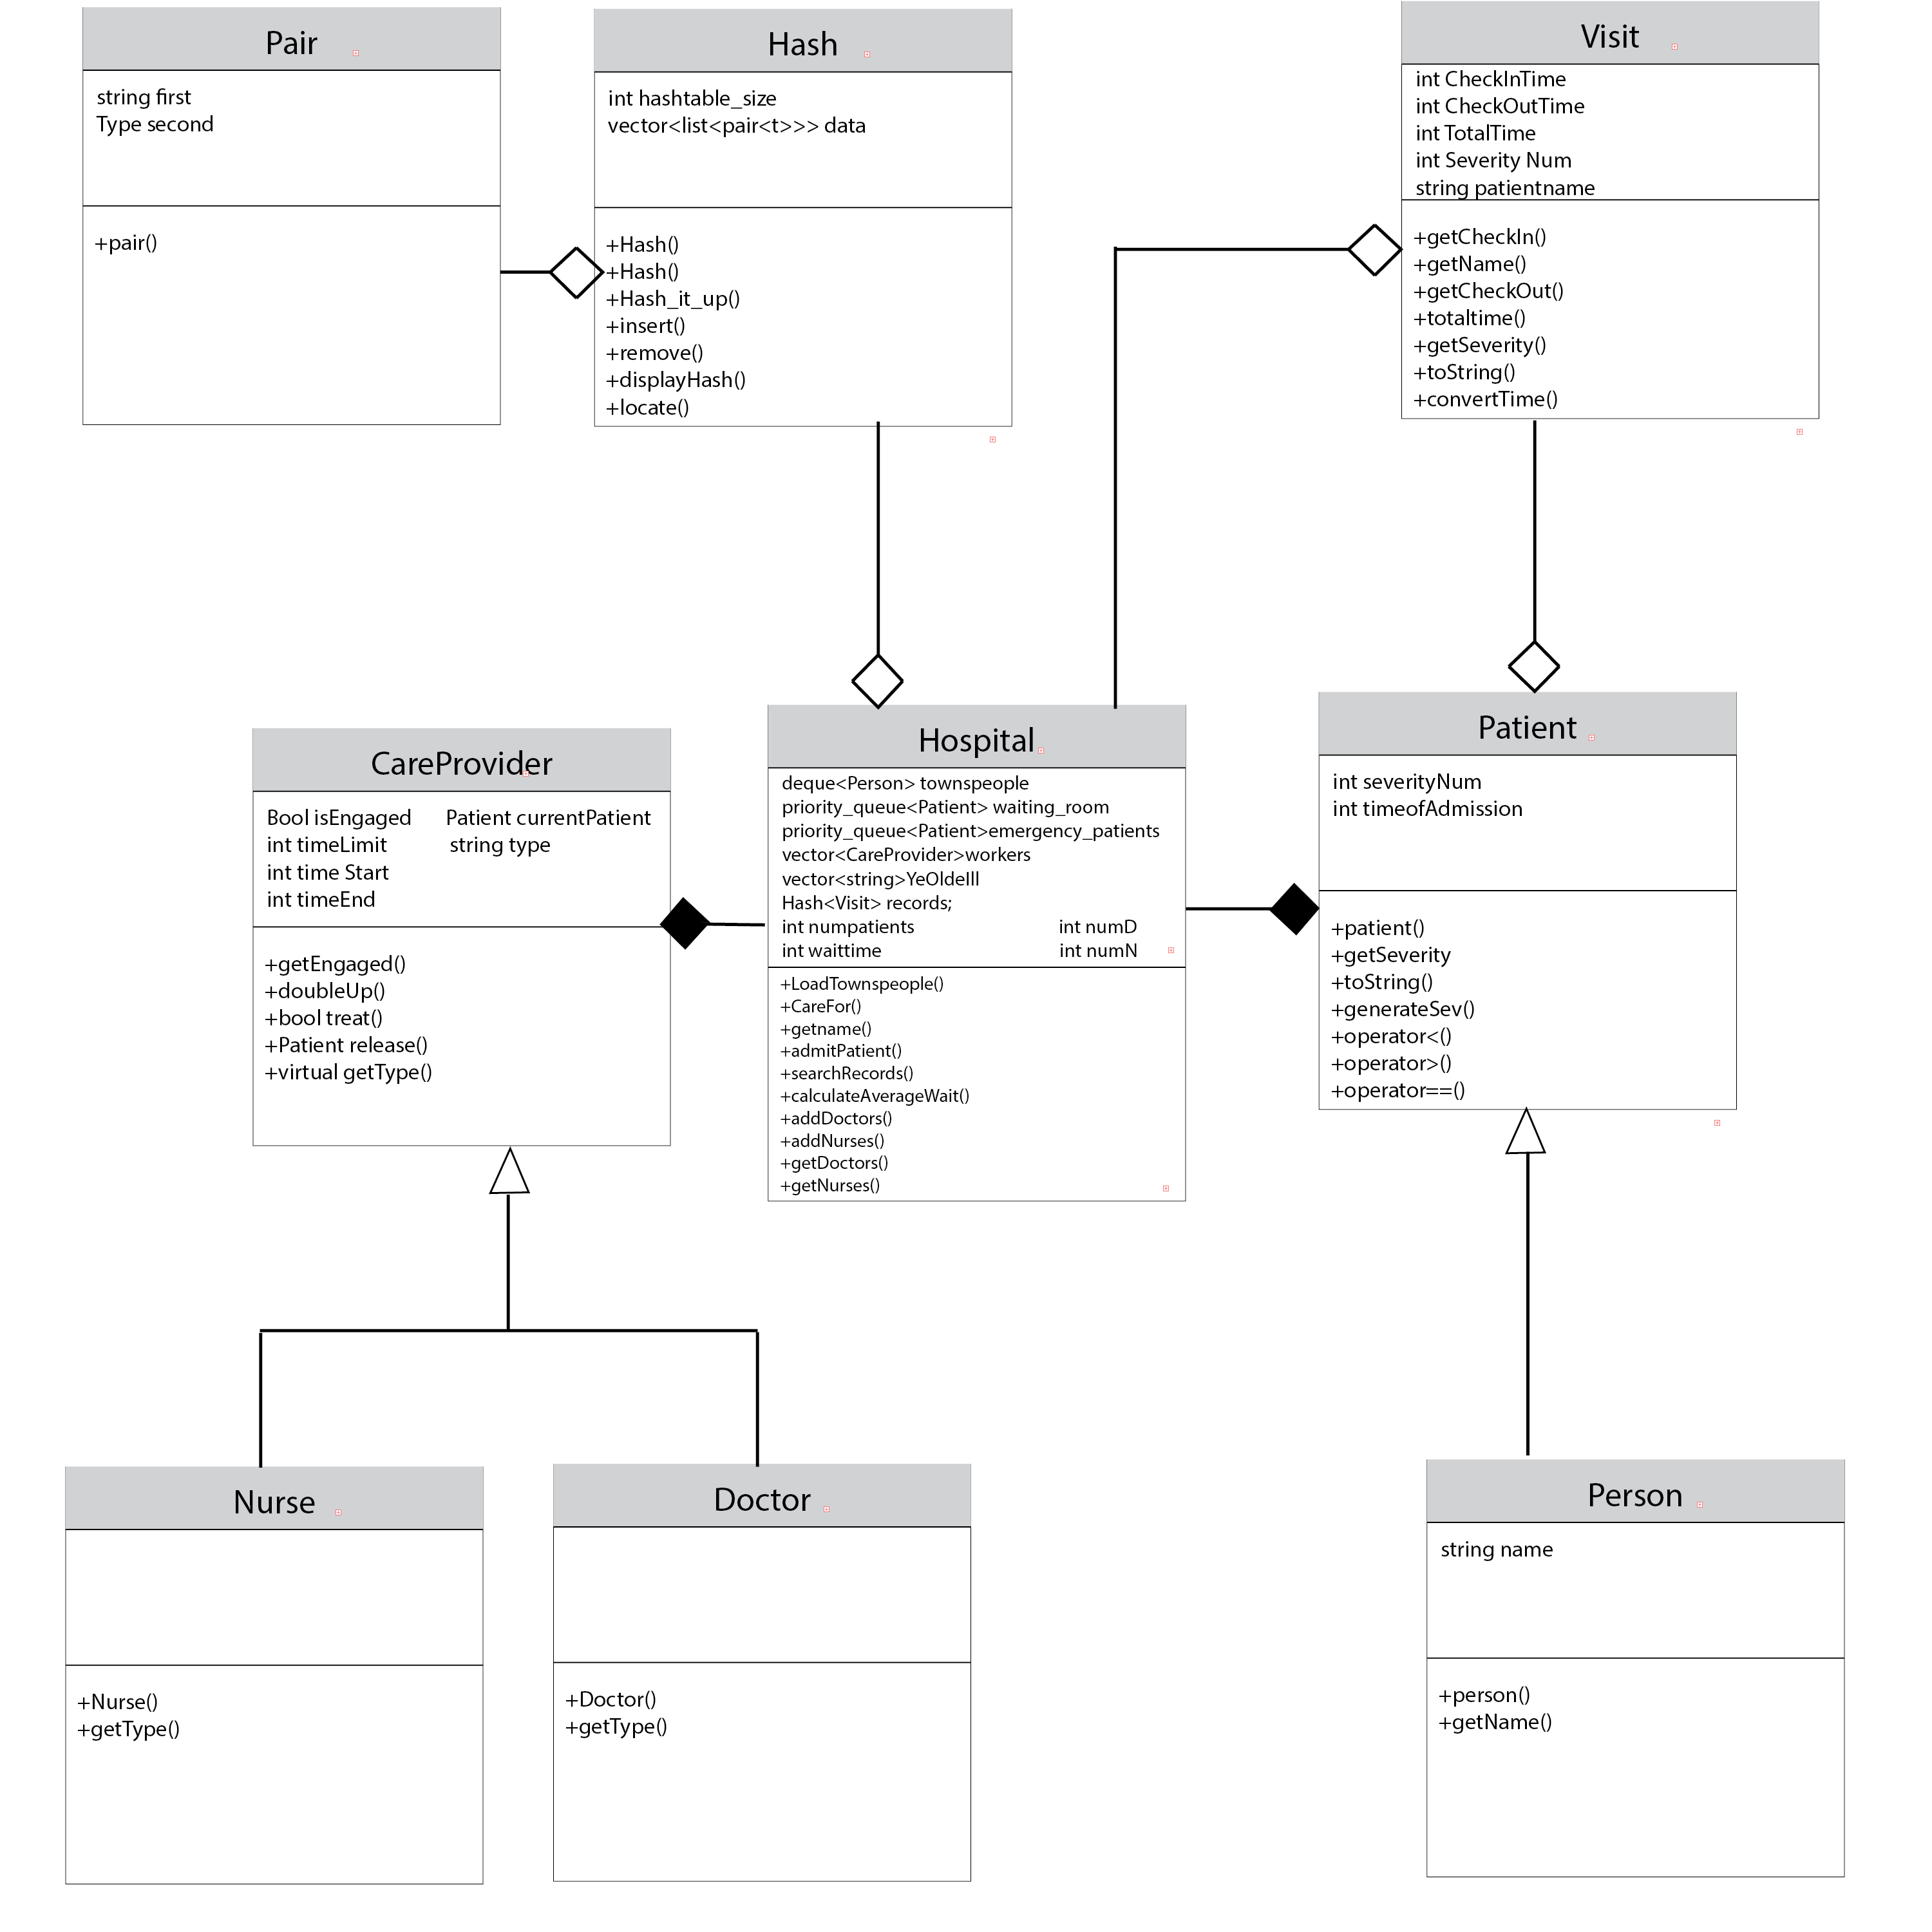 Pair
string first
Type second
+pair()
Hash
int hashtable_size
vector<list<pair<t>>> data
+Hash()
+Hash()
+Hash_it_up()
+insert()
+remove()
+displayHash()
+locate()
Visit
int CheckInTime
int CheckOutTime
int TotalTime
int Severity Num
string patientname
+getCheckIn()
+getName()
+getCheckOut()
+totaltime()
+getSeverity()
+toString()
+convertTime()
CareProvider
Bool isEngaged Patient currentPatient
int timeLimit string type
int time Start
int timeEnd
+getEngaged()
+doubleUp()
+bool treat()
+Patient release()
+virtual getType()
Hospital
deque<Person> townspeople
priority_queue<Patient> waiting_room
priority_queue<Patient>emergency_patients
vector<CareProvider>workers
vector<string>YeOldeIll
Hash<Visit> records;
int numpatients int numD
int waittime int numN
+LoadTownspeople()
+CareFor()
+getname()
+admitPatient()
+searchRecords()
+calculateAverageWait()
+addDoctors()
+addNurses()
+getDoctors()
+getNurses()
Patient
int severityNum
int timeofAdmission
+patient()
+getSeverity
+toString()
+generateSev()
+operator<()
+operator>()
+operator==()
Nurse
+Nurse()
+getType()
Doctor
+Doctor()
+getType()
Person
string name
+person()
+getName()